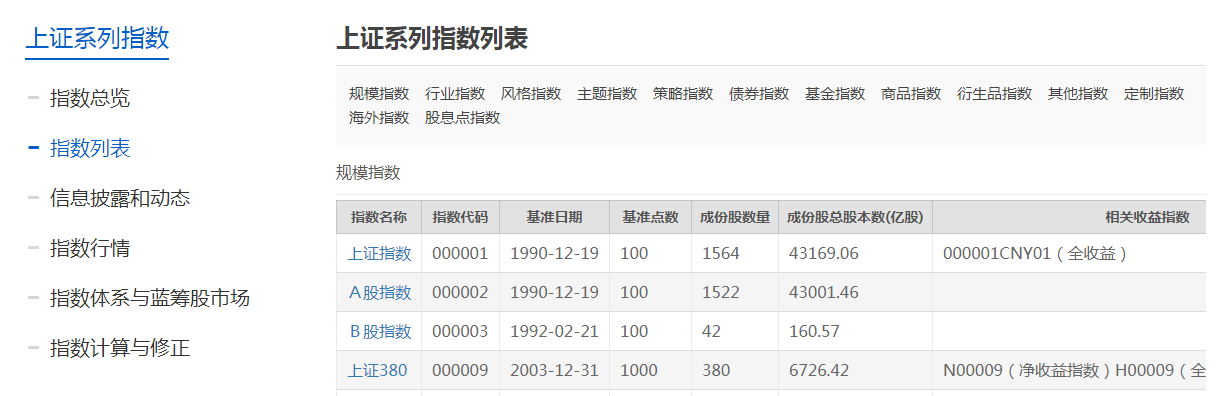 上证系列指数
指数总览
指数列表
信息披露和动态
指数行情
指数体系与蓝筹股市场
指数计算与修正
上证系列指数列表
规模指数 行业指数 风格指数 主题指数 策略指数 债券指数 基金指数 商品指数 衍生品指数 其他指数 定制指数
海外指数 股息点指数
规模指数
指数名称 指数代码 基准日期 基准点数 成份股数量 成份股总股本数(亿股) 相关收益指数
上证指数 000001 1990-12-19 100 1564 43169.06 000001CNY01（全收益）
Ａ股指数 000002 1990-12-19 100 1522 43001.46
Ｂ股指数 000003 1992-02-21 100 42 160.57
上证380 000009 2003-12-31 1000 380 6726.42 N00009（净收益指数）H00009（全